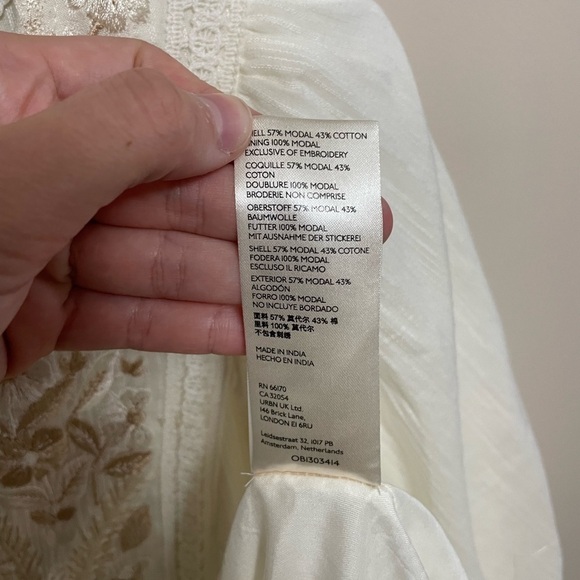 SHELL 57% MODAL 43% COTTON
LINING 100% MODAL
EXCLUSIVE OF EMBROIDERY
COQUILLE 57% MODAL 43%
COTON
DOUBLURE 100% MODAL
BRODERIE NON COMPRISE
OBERSTOFF 57% MODAL 43%
BAUMWOLLE
FUTTER 100% MODAL
MIT AUSNAHME DER STICKEREI
SHELL 57% MODAL 43% COTONE
FODERA 100% MODAL
ESCLUSO IL RICAMO
EXTERIOR 57% MODAL 43%
ALGODÓN
FORRO 100% MODAL
NO INCLUYE BORDADO
面料 57% 莫代尔 43% 棉
里料 100% 莫代尔
不包含刺绣
MADE IN INDIA
HECHO EN INDIA
RN 66170
CA 32054
URBN UK Ltd.
146 Brick Lane,
LONDON E1 6RU
Leidsestraat 32, 1017 PB
Amsterdam, Netherlands
OB1303414